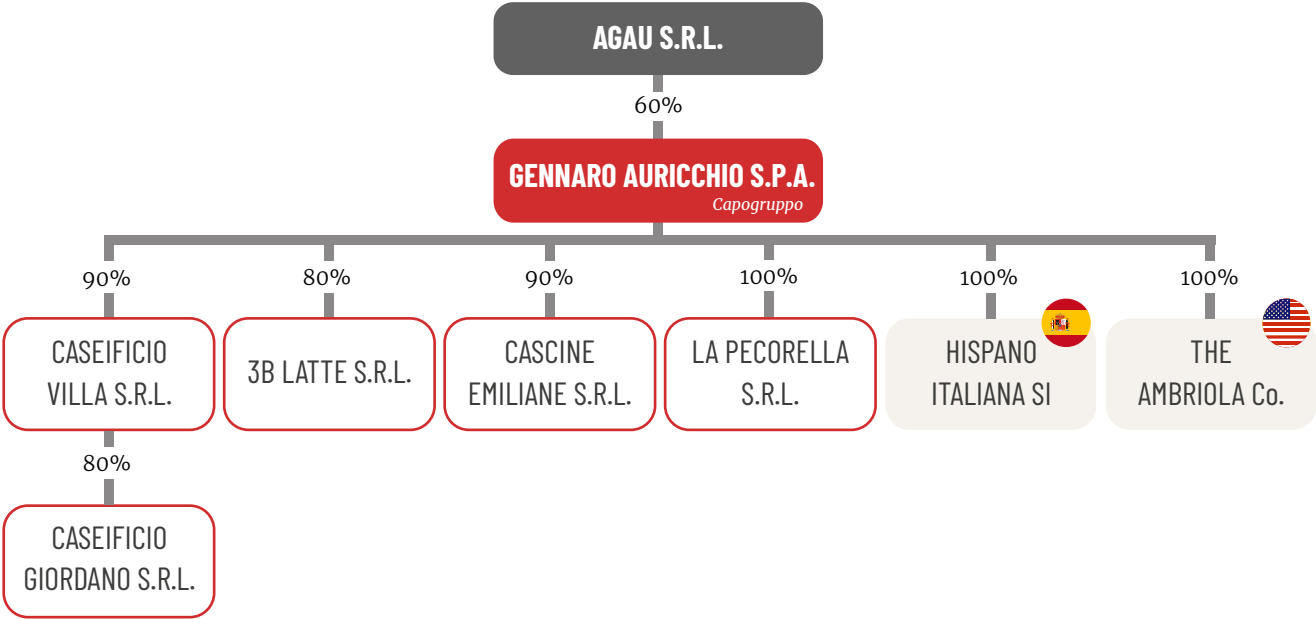 AGAU S.R.L.
60%
GENNARO AURICCHIO S.P.A.
Capogruppo
90%
80%
90%
100%
100%
100%
CASEIFICIO
VILLA S.R.L.
3B LATTE S.R.L.
CASCINE
EMILIANE S.R.L.
LA PECORELLA
S.R.L.
HISPANO
ITALIANA SI
THE
AMBRIOLA Co.
80%
CASEIFICIO
GIORDANO S.R.L.